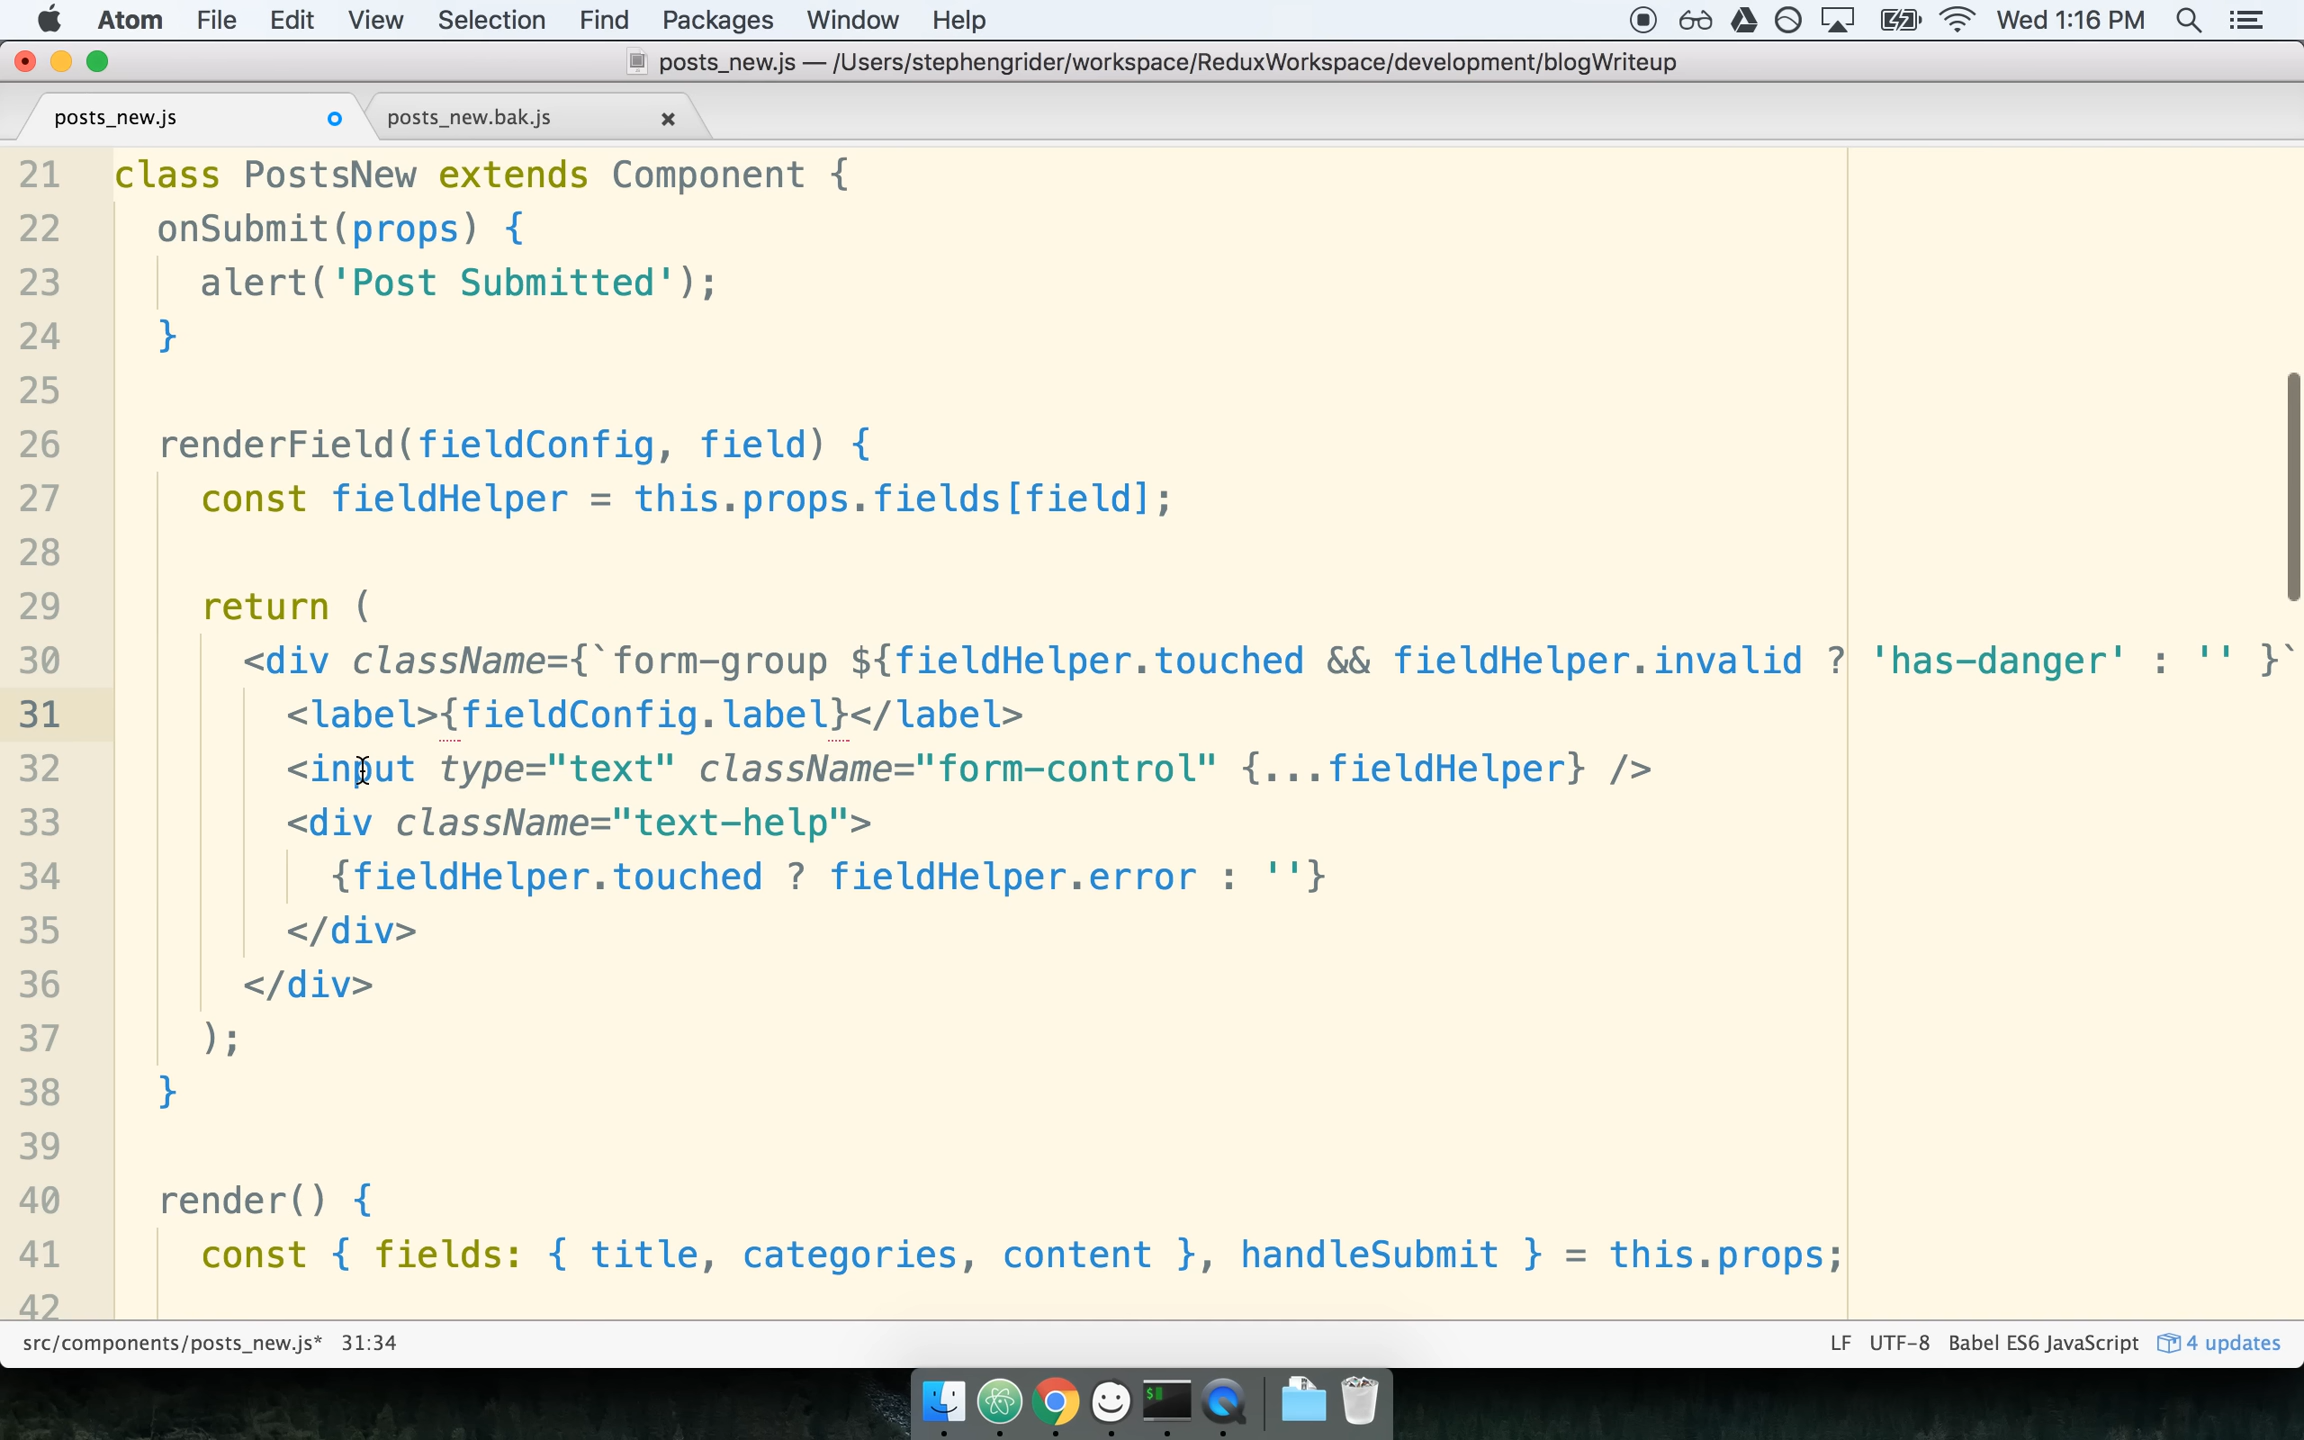 Atom File Edit View Selection Find Packages Window Help Wed 1:16 PM
posts_new.js — /Users/stephengrider/workspace/ReduxWorkspace/development/blogWriteup
posts_new.js posts_new.bak.js
21 class PostsNew extends Component {
22 onSubmit(props) {
23 alert('Post Submitted');
24 }
25
26 renderField(fieldConfig, field) {
27 const fieldHelper = this.props.fields[field];
28
29 return (
30 <div className={`form-group ${fieldHelper.touched && fieldHelper.invalid ? 'has-danger' : '' }`
31 <label>{fieldConfig.label}</label>
32 <input type="text" className="form-control" {...fieldHelper} />
33 <div className="text-help">
34 {fieldHelper.touched ? fieldHelper.error : ''}
35 </div>
36 </div>
37 );
38 }
39
40 render() {
41 const { fields: { title, categories, content }, handleSubmit } = this.props;
42
src/components/posts_new.js* 31:34 LF UTF-8 Babel ES6 JavaScript 4 updates